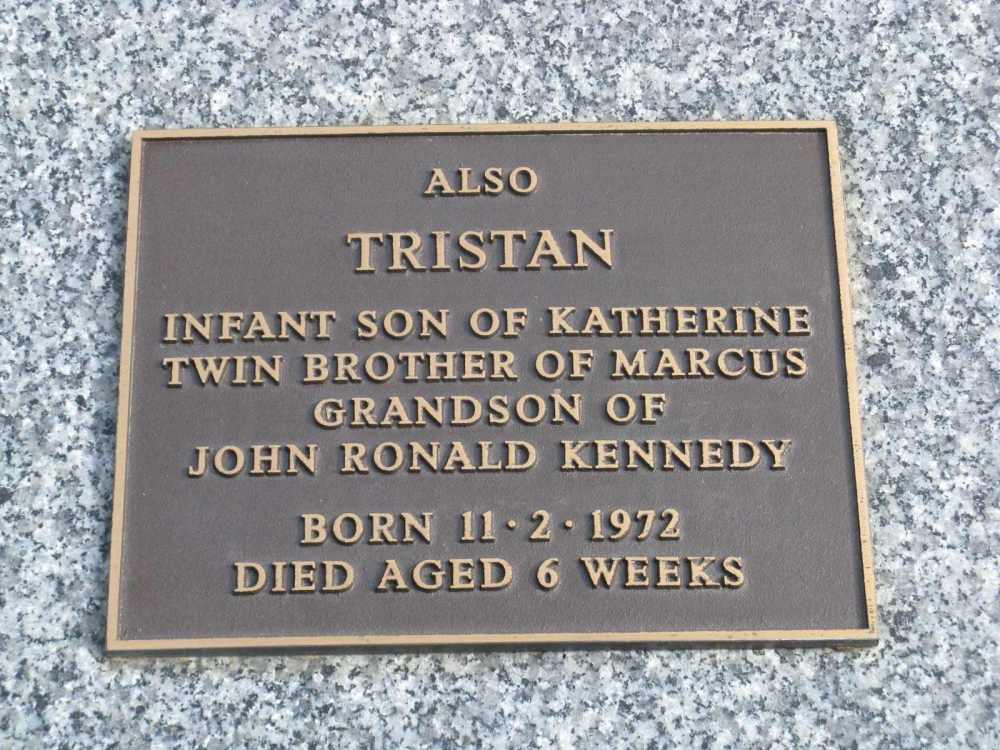 ALSO
TRISTAN
INFANT SON OF KATHERINE
TWIN BROTHER OF MARCUS
GRANDSON OF
JOHN RONALD KENNEDY
BORN 11·2·1972
DIED AGED 6 WEEKS